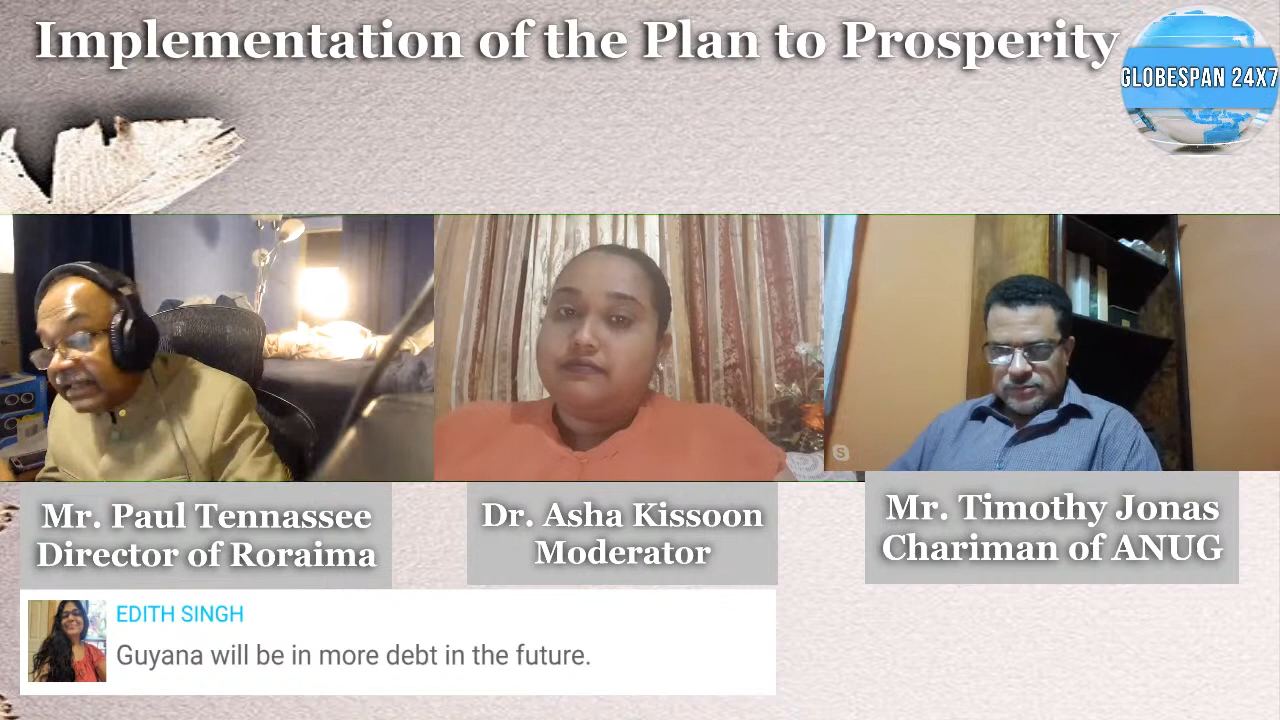 Implementation of the Plan to Prosperity
GLOBESPAN 24X7
Mr. Paul Tennassee
Director of Roraima
Dr. Asha Kissoon
Moderator
Mr. Timothy Jonas
Chariman of ANUG
EDITH SINGH
Guyana will be in more debt in the future.